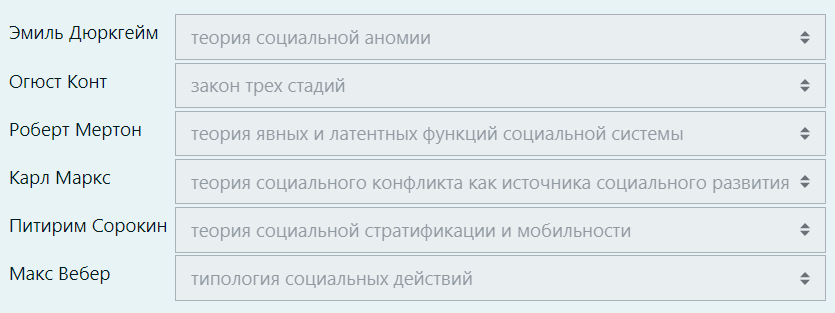 Эмиль Дюркгейм теория социальной аномии
Огюст Конт закон трех стадий
Роберт Мертон теория явных и латентных функций социальной системы
Карл Маркс теория социального конфликта как источника социального развития
Питирим Сорокин теория социальной стратификации и мобильности
Макс Вебер типология социальных действий